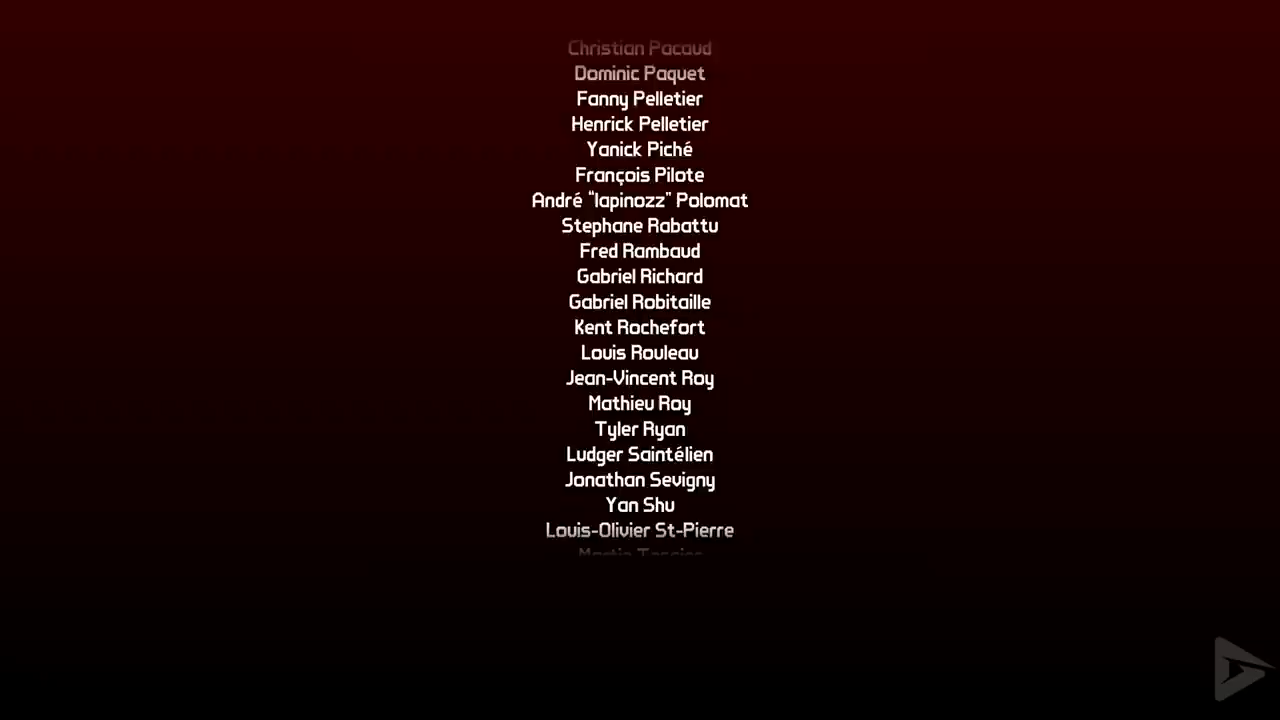 Christian Pacaud
Dominic Paquet
Fanny Pelletier
Henrick Pelletier
Yanick Piché
François Pilote
André “lapinozz” Polomat
Stephane Rabattu
Fred Rambaud
Gabriel Richard
Gabriel Robitaille
Kent Rochefort
Louis Rouleau
Jean-Vincent Roy
Mathieu Roy
Tyler Ryan
Ludger Saintélien
Jonathan Sevigny
Yan Shu
Louis-Olivier St-Pierre